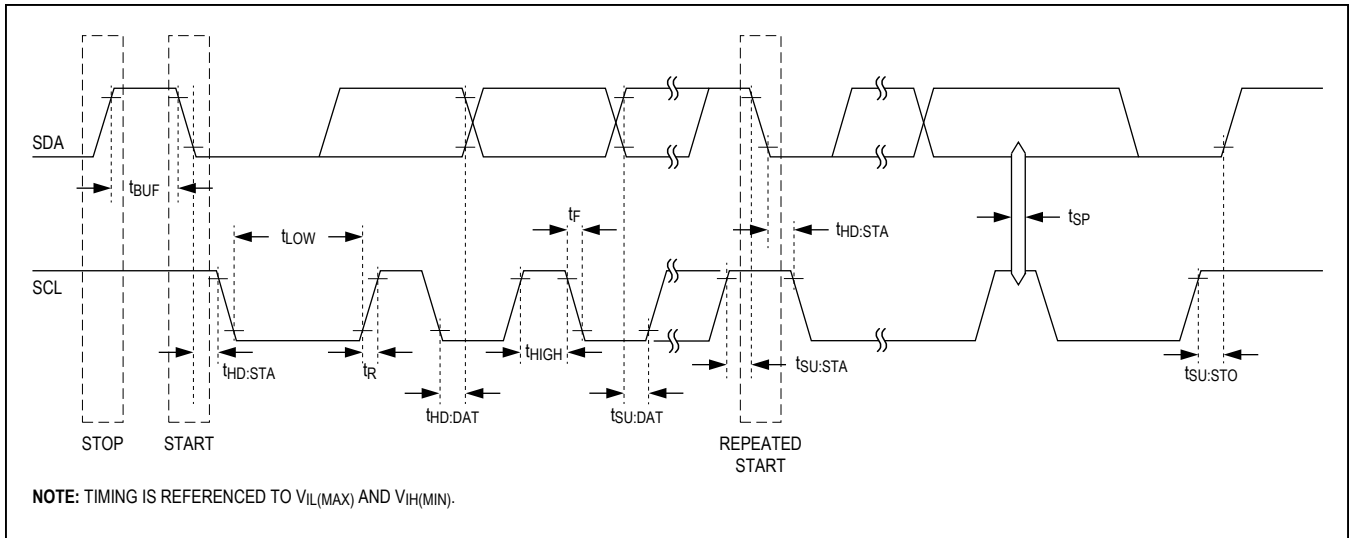 SDA
tBUF
tF
tLOW
tHD:STA
tSP
SCL
tHD:STA
tR
tHIGH
tSU:STA
tSU:STO
tHD:DAT
tSU:DAT
STOP
START
REPEATED
START
NOTE: TIMING IS REFERENCED TO VIL(MAX) AND VIH(MIN).